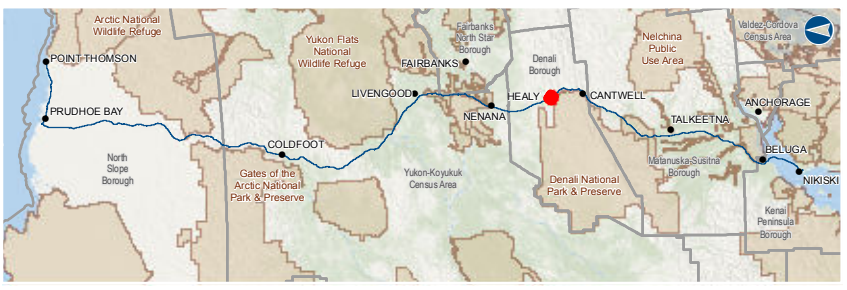 Arctic National
Wildlife Refuge
POINT THOMSON
PRUDHOE BAY
North
Slope
Borough
COLDFOOT
Gates of the
Arctic National
Park & Preserve
Yukon Flats
National
Wildlife Refuge
LIVENGOOD
Yukon-Koyukuk
Census Area
Fairbanks
North Star
Borough
FAIRBANKS
NENANA
Denali
Borough
HEALY
CANTWELL
Denali National
Park & Preserve
Nelchina
Public
Use Area
TALKEETNA
Matanuska-Susitna
Borough
Valdez-Cordova
Census Area
ANCHORAGE
BELUGA
NIKISKI
Kenai
Peninsula
Borough